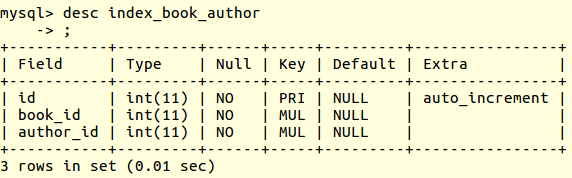 mysql> desc index_book_author
    -> ;
+-----------+---------+------+-----+---------+----------------+
| Field     | Type    | Null | Key | Default | Extra          |
+-----------+---------+------+-----+---------+----------------+
| id        | int(11) | NO   | PRI | NULL    | auto_increment |
| book_id   | int(11) | NO   | MUL | NULL    |                |
| author_id | int(11) | NO   | MUL | NULL    |                |
+-----------+---------+------+-----+---------+----------------+
3 rows in set (0.01 sec)